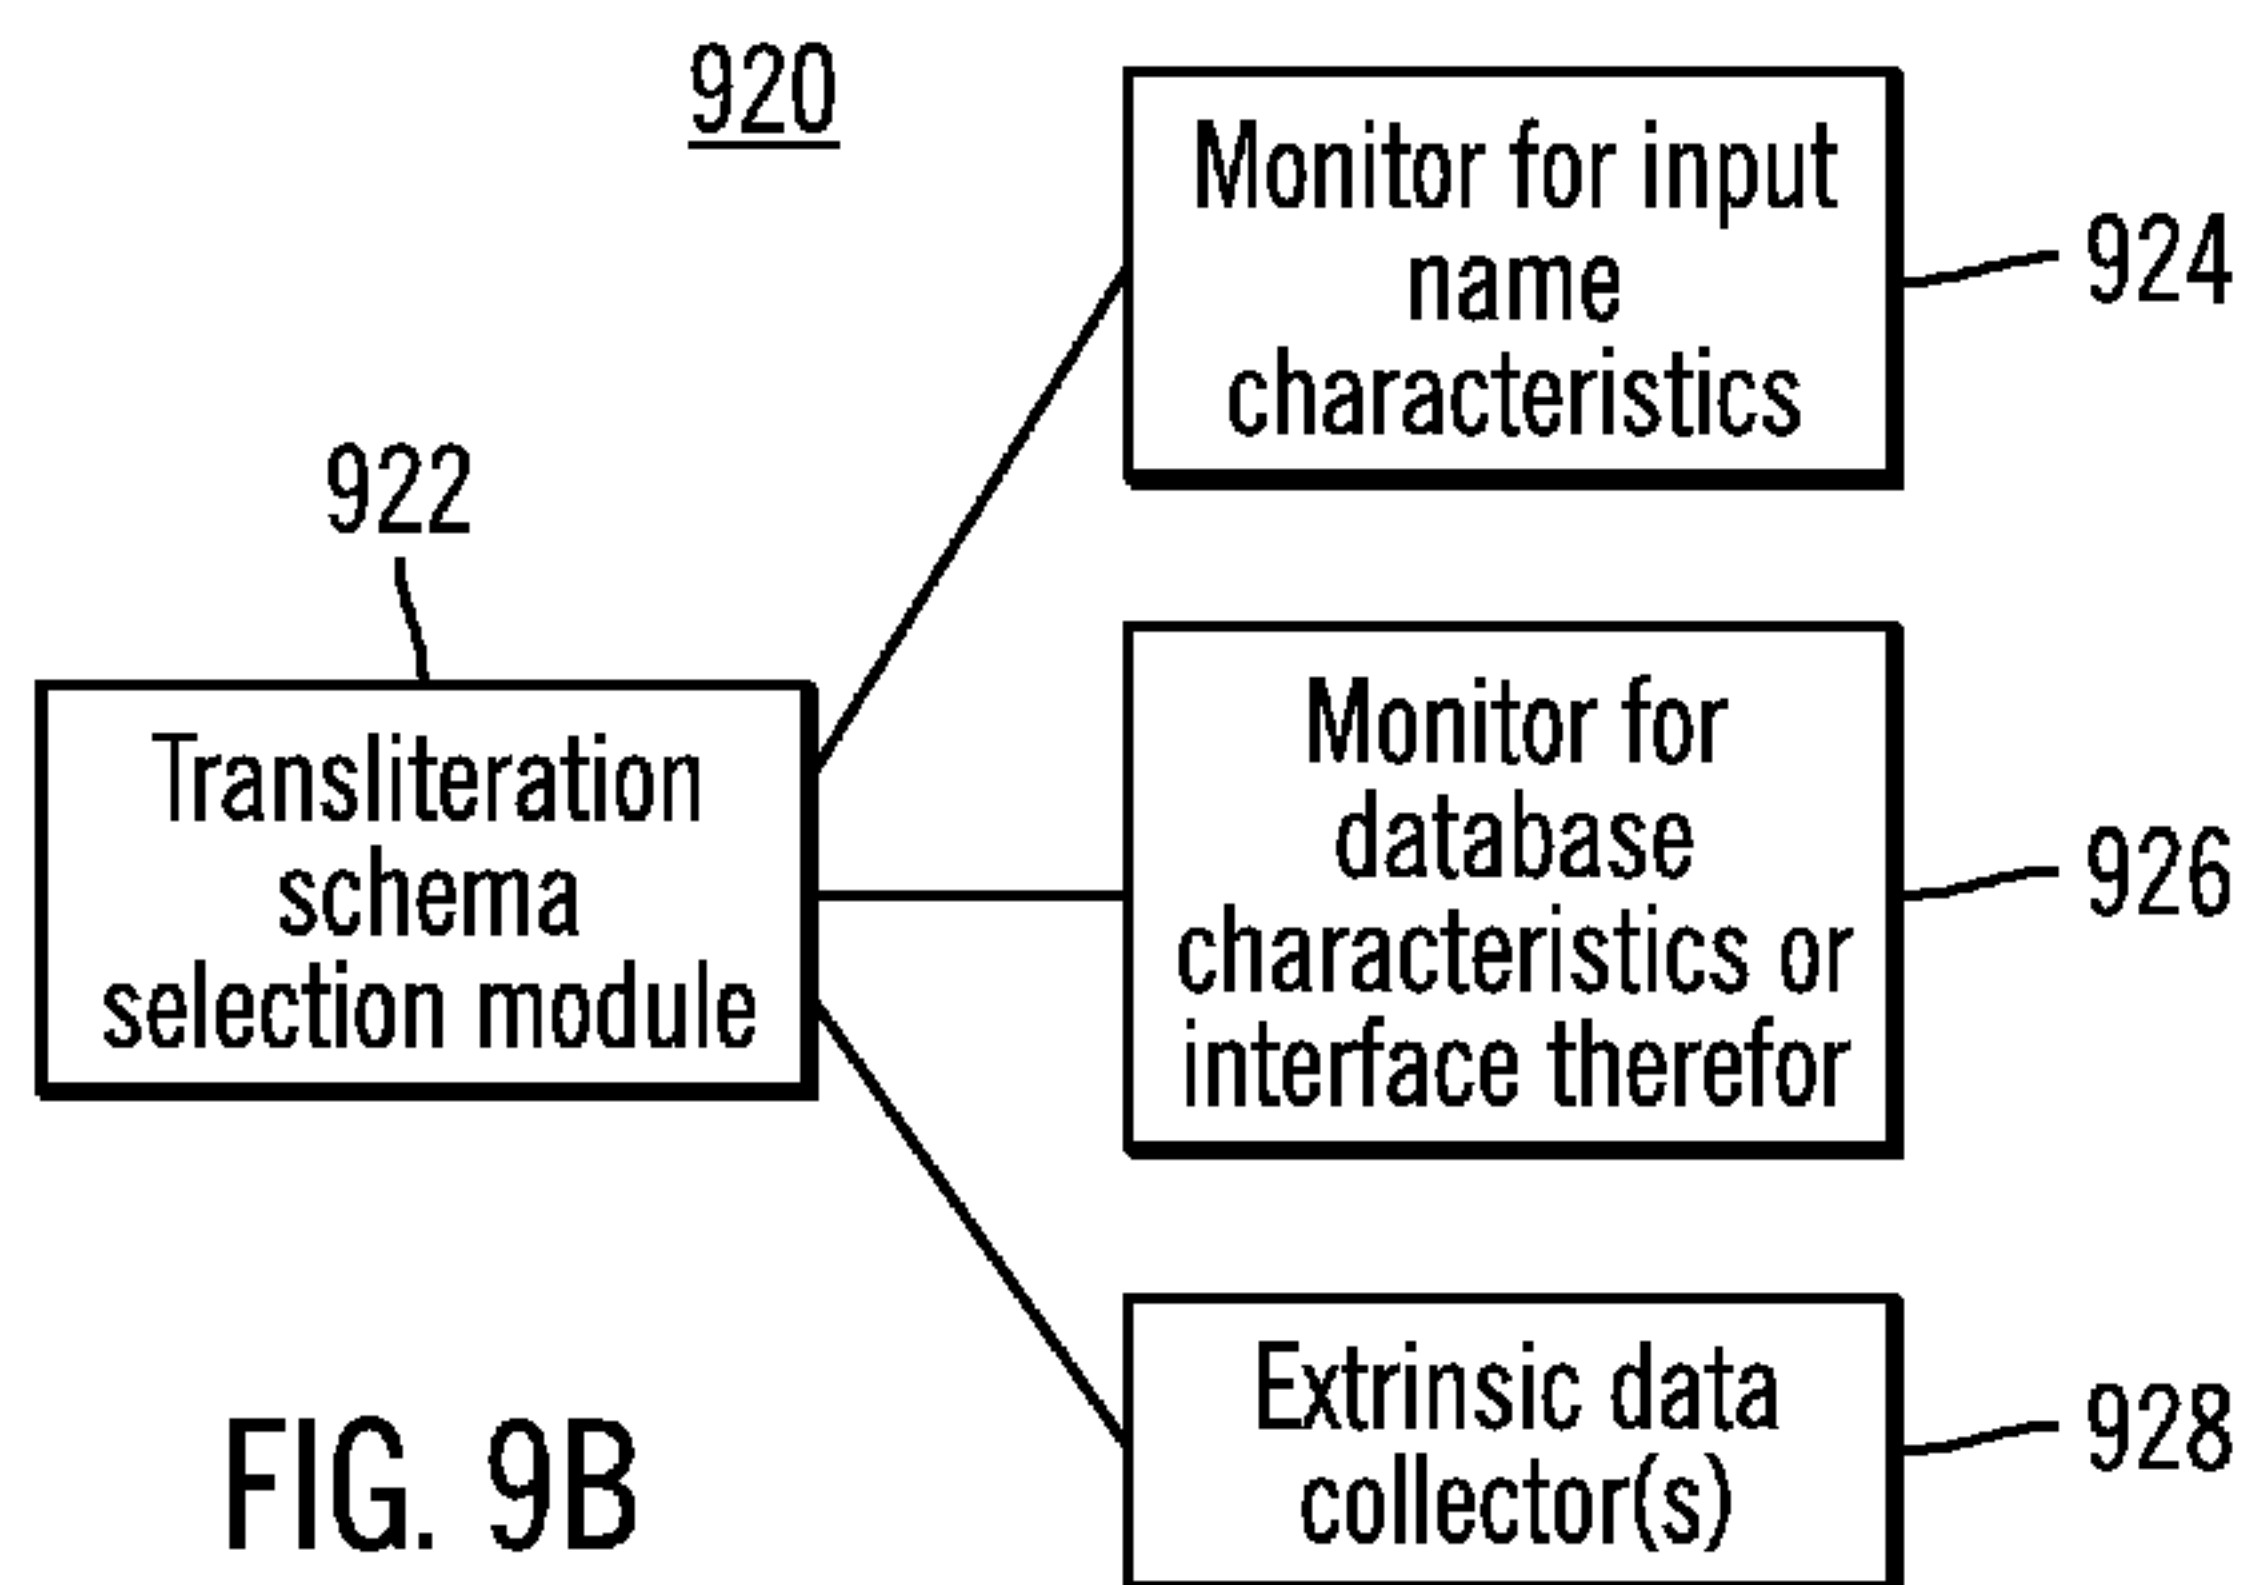 920
Monitor for input
name
characteristics
924
922
Transliteration
schema
selection module
Monitor for
database
characteristics or
interface therefor
926
Extrinsic data
collector(s)
928
FIG. 9B